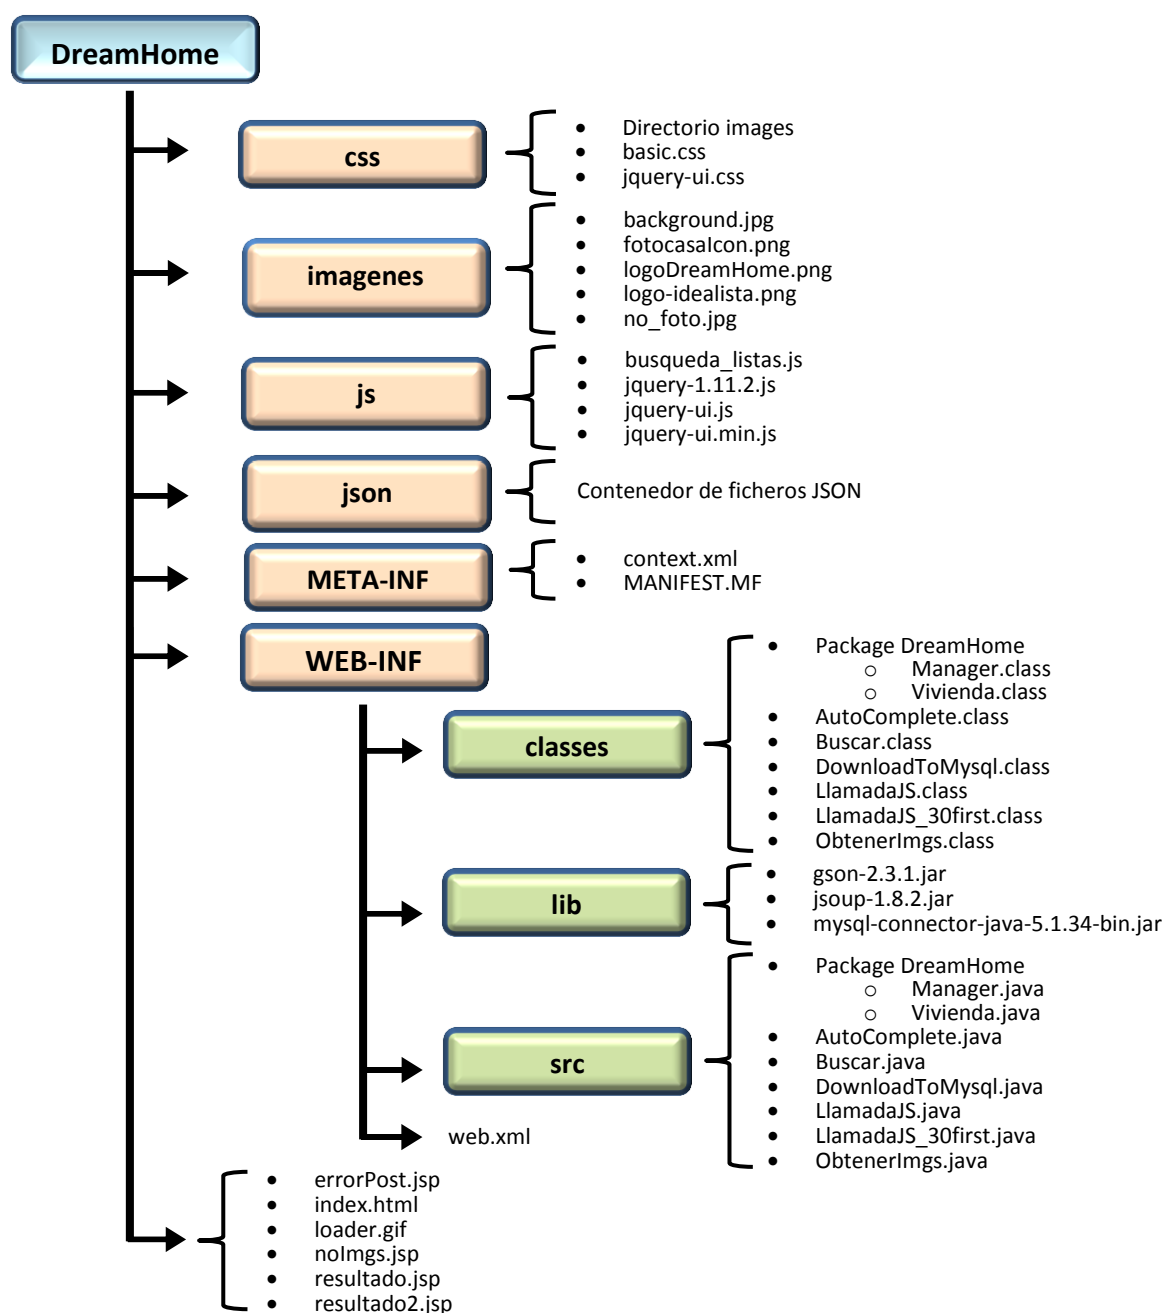 DreamHome
css
Directorio images
basic.css
jquery-ui.css
imagenes
background.jpg
fotocasaIcon.png
logoDreamHome.png
logo-idealista.png
no_foto.jpg
js
busqueda_listas.js
jquery-1.11.2.js
jquery-ui.js
jquery-ui.min.js
json
Contenedor de ficheros JSON
META-INF
context.xml
MANIFEST.MF
WEB-INF
classes
Package DreamHome
Manager.class
Vivienda.class
AutoComplete.class
Buscar.class
DownloadToMysql.class
LlamadaJS.class
LlamadaJS_30first.class
ObtenerImgs.class
lib
gson-2.3.1.jar
jsoup-1.8.2.jar
mysql-connector-java-5.1.34-bin.jar
src
Package DreamHome
Manager.java
Vivienda.java
AutoComplete.java
Buscar.java
DownloadToMysql.java
LlamadaJS.java
LlamadaJS_30first.java
ObtenerImgs.java
web.xml
errorPost.jsp
index.html
loader.gif
noImgs.jsp
resultado.jsp
resultado2.jsp